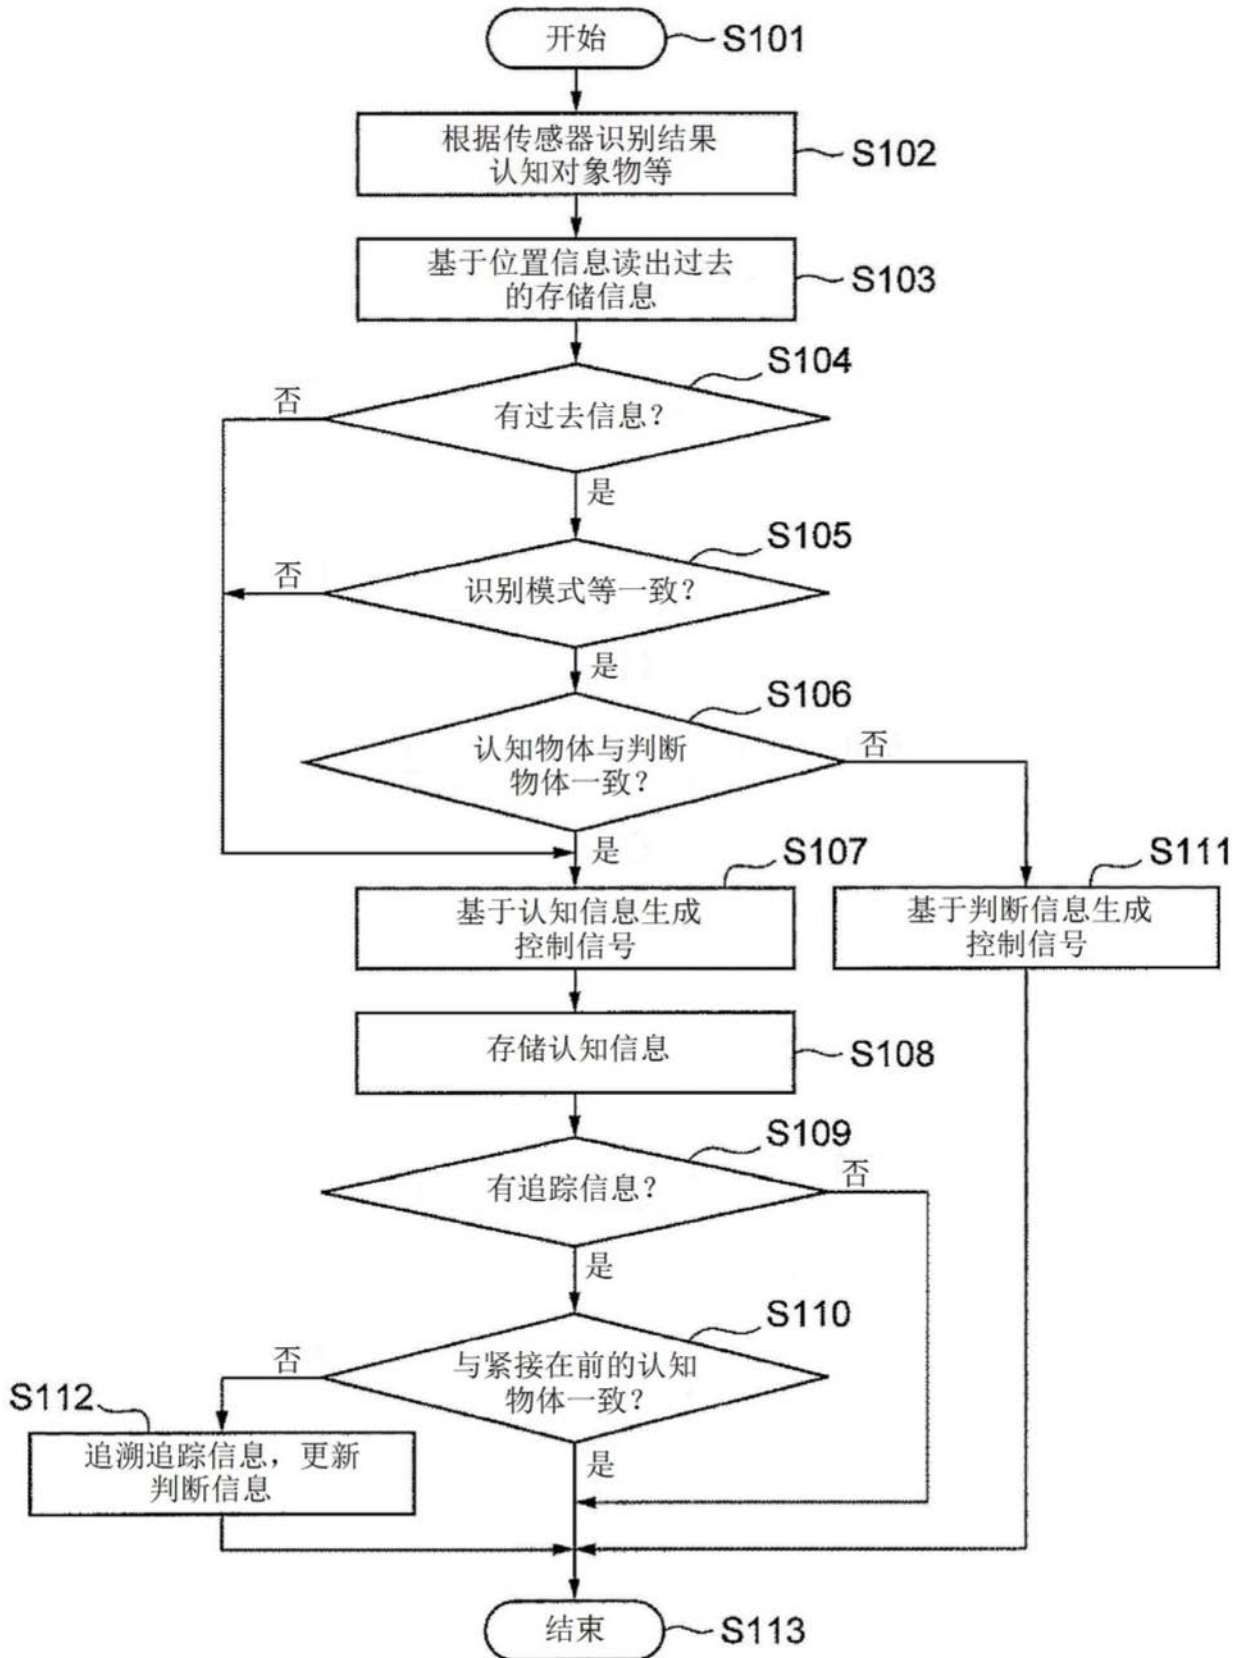 开始
S101
根据传感器识别结果
认知对象物等
S102
基于位置信息读出过去
的存储信息
S103
S104
否
有过去信息？
是
S105
否
识别模式等一致？
是
S106
认知物体与判断
物体一致？
否
是
S107
基于认知信息生成
控制信号
S111
基于判断信息生成
控制信号
存储认知信息
S108
S109
有追踪信息？
否
是
S110
否
与紧接在前的认知
物体一致？
S112
追溯追踪信息，更新
判断信息
是
结束
S113